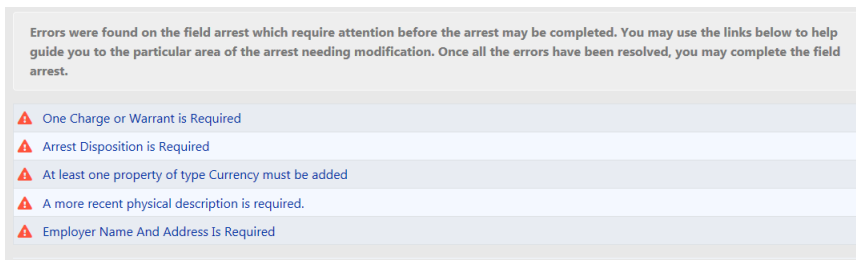 Errors were found on the field arrest which require attention before the arrest may be completed. You may use the links below to help
guide you to the particular area of the arrest needing modification. Once all the errors have been resolved, you may complete the field
arrest.
One Charge or Warrant is Required
Arrest Disposition is Required
At least one property of type Currency must be added
A more recent physical description is required.
Employer Name And Address Is Required